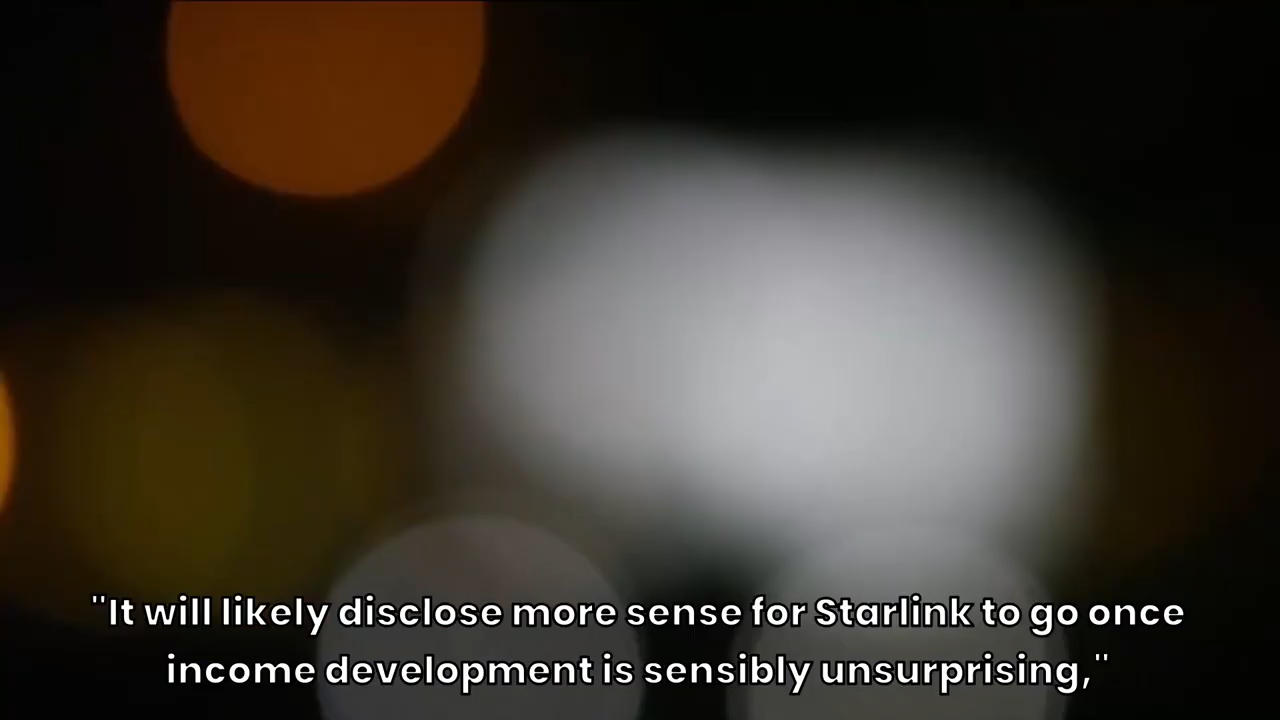 "It will likely disclose more sense for Starlink to go once
income development is sensibly unsurprising,"